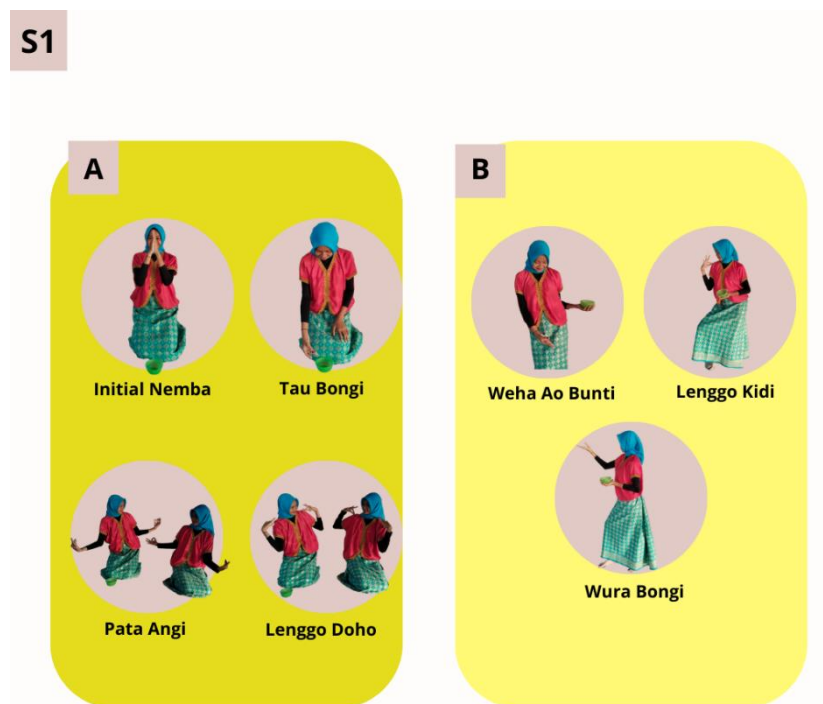 S1
A
Initial Nemba
Tau Bongi
Pata Angi
Lenggo Doho
B
Weha Ao Bunti
Lenggo Kidi
Wura Bongi